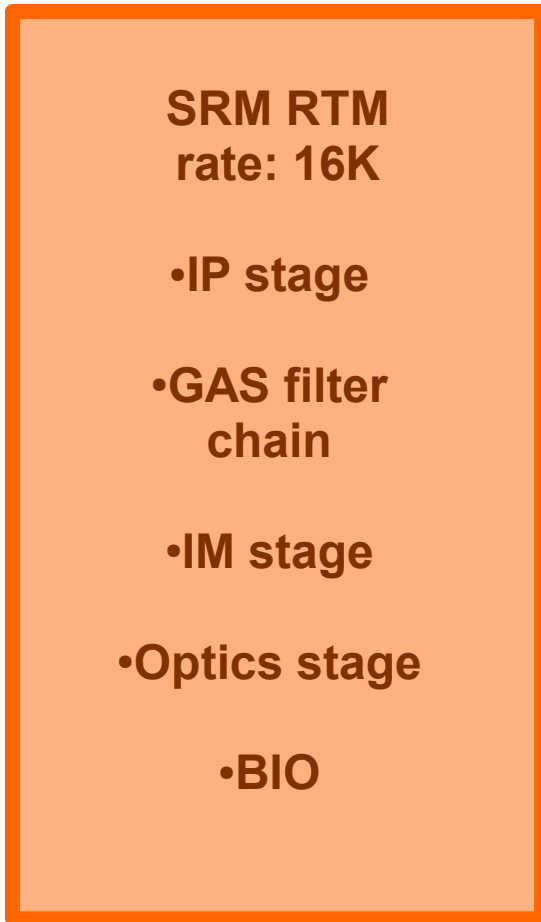 SRM RTM
rate: 16K
•IP stage
•GAS filter
chain
•IM stage
•Optics stage
•BIO